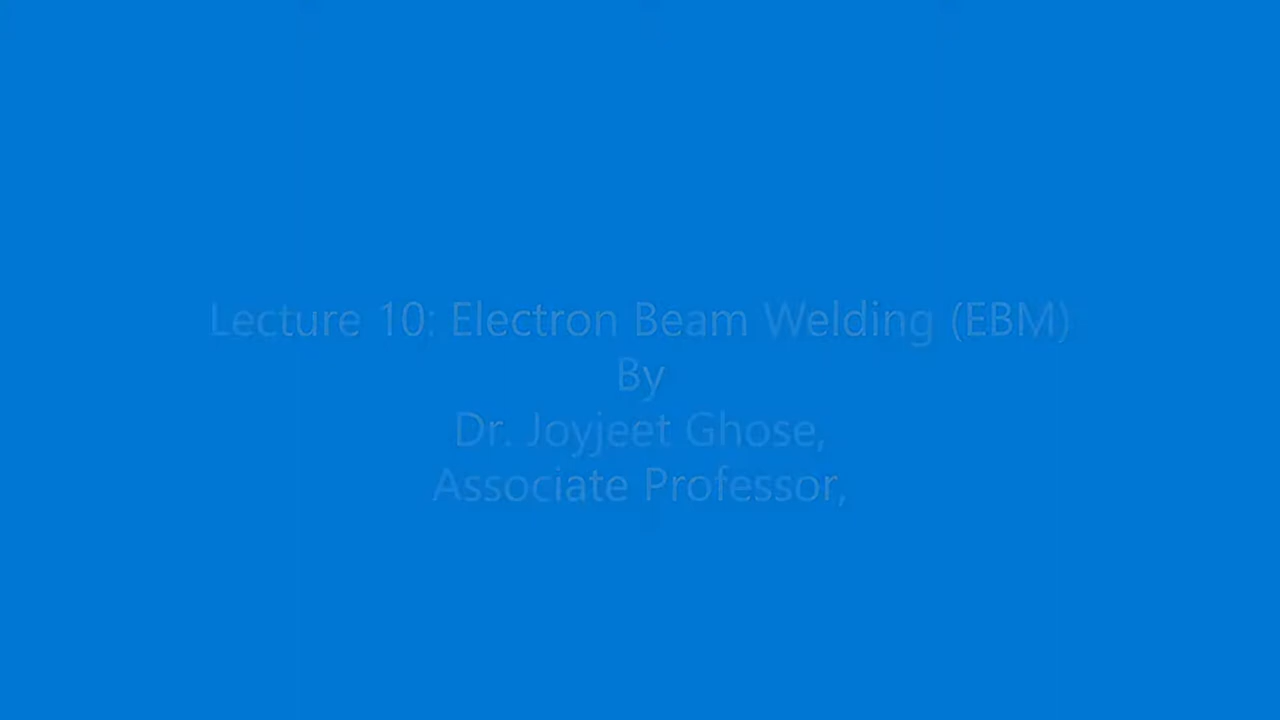 Lecture 10: Electron Beam Welding (EBM)
By
Dr. Joyjeet Ghose,
Associate Professor,